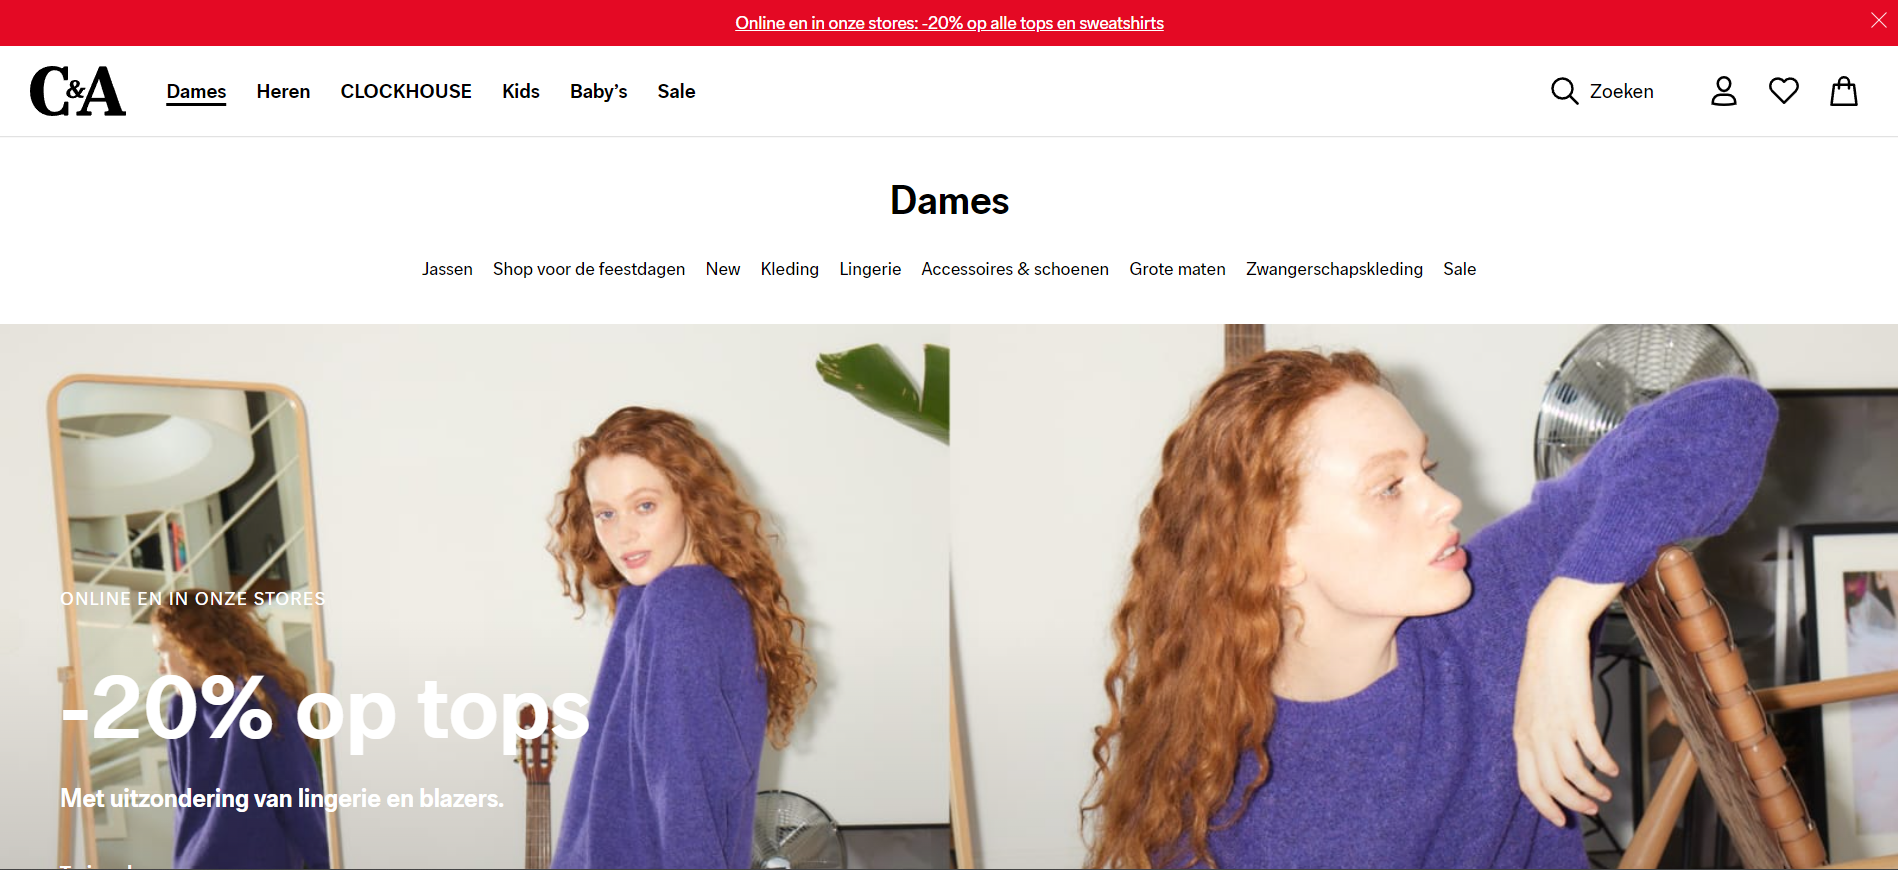 Online en in onze stores: -20% op alle tops en sweatshirts
C&A Dames Heren CLOCKHOUSE Kids Baby’s Sale Zoeken
Dames
Jassen Shop voor de feestdagen New Kleding Lingerie Accessoires & schoenen Grote maten Zwangerschapskleding Sale
ONLINE EN IN ONZE STORES
-20% op tops
Met uitzondering van lingerie en blazers.